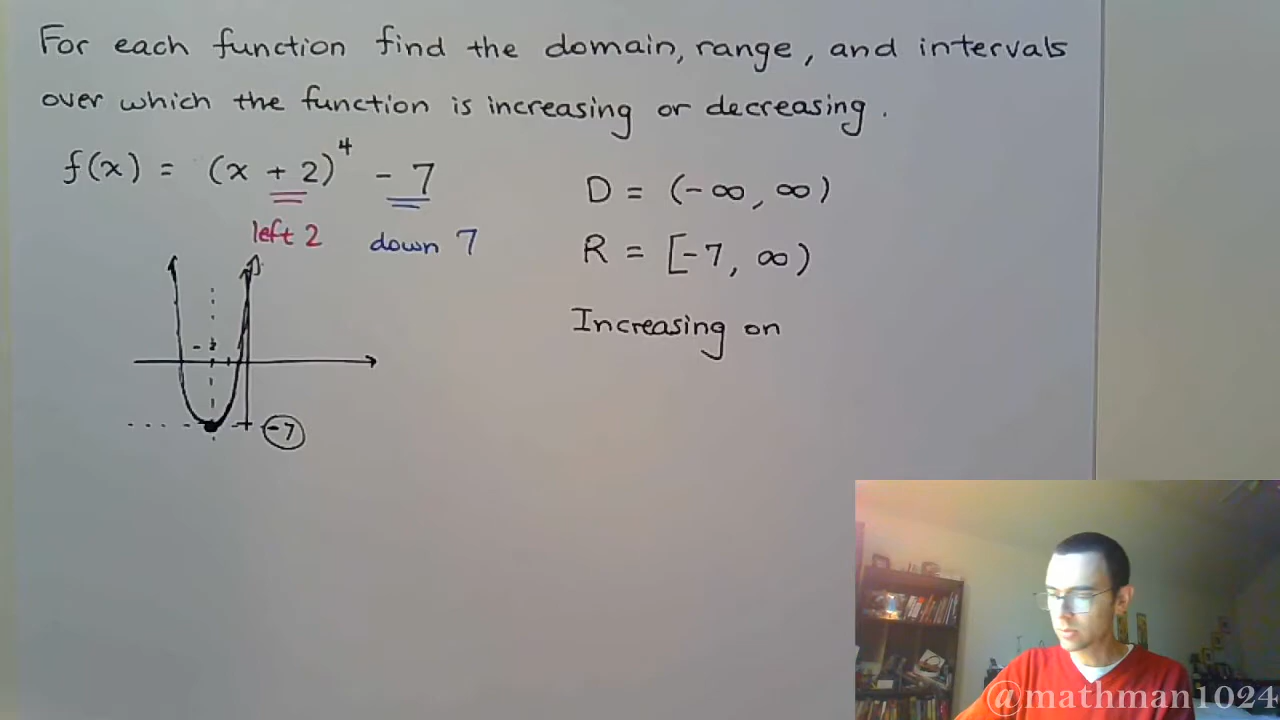 For each function find the domain, range, and intervals
over which the function is increasing or decreasing.
f(x) = (x + 2)^4 - 7
left 2 down 7
D = (-∞, ∞)
R = [-7, ∞)
Increasing on
-2
-7
@mathman1024